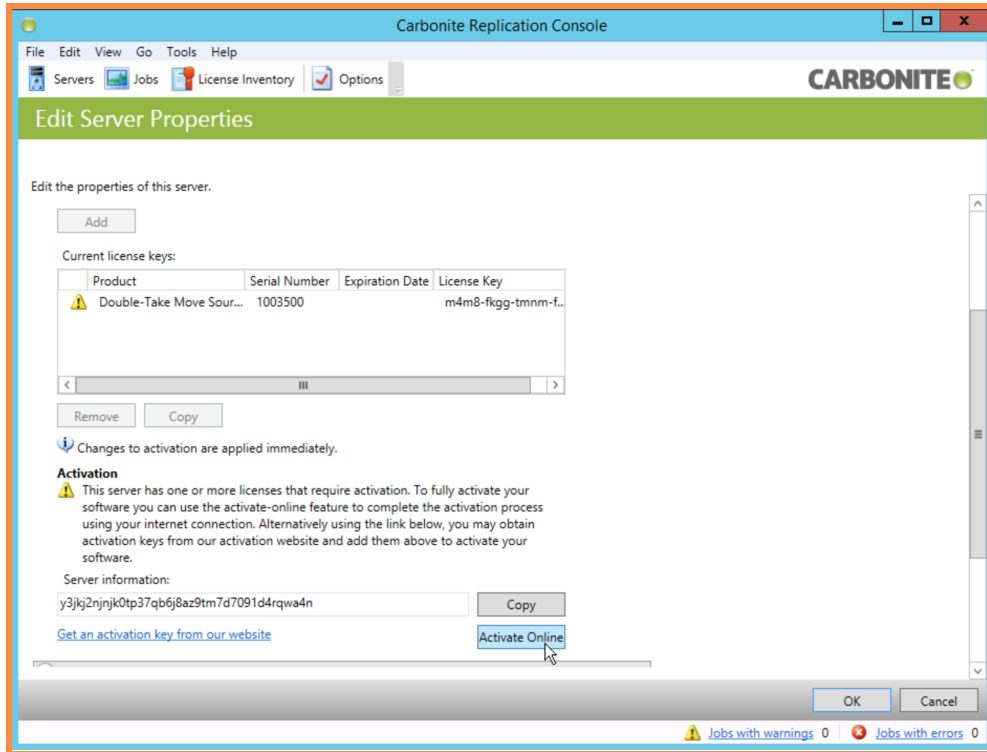 Carbonite Replication Console
File Edit View Go Tools Help
Servers Jobs License Inventory Options
CARBONITE
Edit Server Properties
Edit the properties of this server.
Add
Current license keys:
Product Serial Number Expiration Date License Key
Double-Take Move Sour... 1003500 m4m8-fkgg-tmnm-f..
Remove Copy
Changes to activation are applied immediately.
Activation
This server has one or more licenses that require activation. To fully activate your
software you can use the activate-online feature to complete the activation process
using your internet connection. Alternatively using the link below, you may obtain
activation keys from our activation website and add them above to activate your
software.
Server information:
y3jkj2njnjk0tp37qb6j8az9tm7d7091d4rqwa4n Copy
Get an activation key from our website Activate Online
OK Cancel
Jobs with warnings 0 Jobs with errors 0